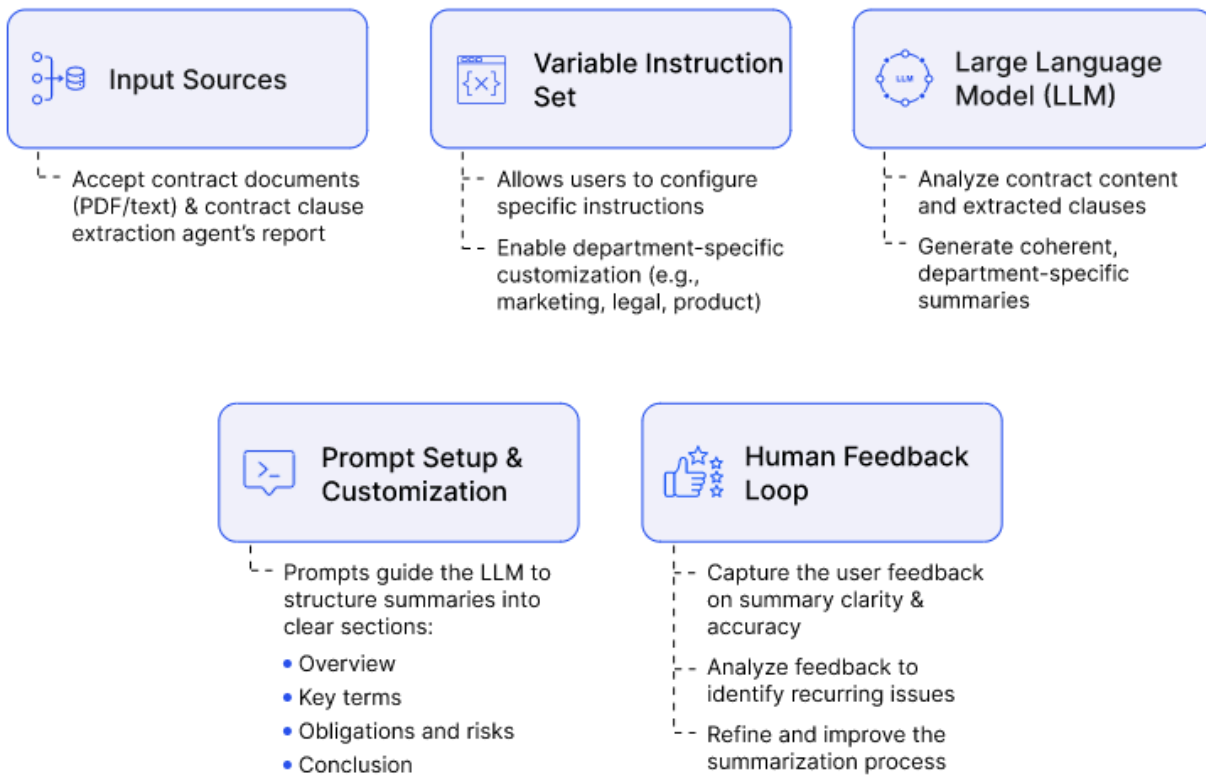 Input Sources
Accept contract documents
(PDF/text) & contract clause
extraction agent's report
{×}
Variable Instruction
Set
Allows users to configure
specific instructions
Enable department-specific
customization (e.g.,
marketing, legal, product)
LLM
Large Language
Model (LLM)
Analyze contract content
and extracted clauses
Generate coherent,
department-specific
summaries
>_
Prompt Setup &
Customization
Prompts guide the LLM to
structure summaries into
clear sections:
• Overview
• Key terms
• Obligations and risks
• Conclusion
Human Feedback
Loop
Capture the user feedback
on summary clarity &
accuracy
Analyze feedback to
identify recurring issues
Refine and improve the
summarization process